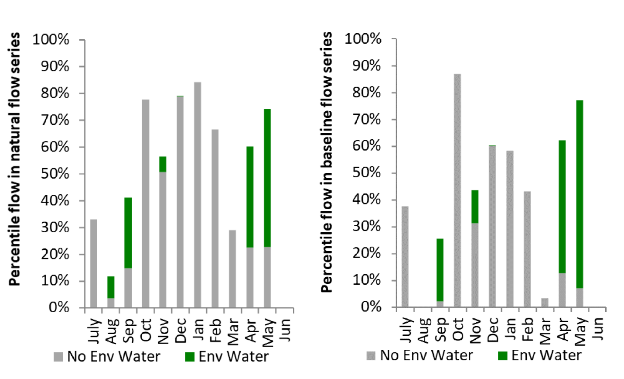 Percentile flow in natural flow series
100%
90%
80%
70%
60%
50%
40%
30%
20%
10%
0%
July
Aug
Sep
Oct
Nov
Dec
Jan
Feb
Mar
Apr
May
Jun
No Env Water
Env Water
Percentile flow in baseline flow series
100%
90%
80%
70%
60%
50%
40%
30%
20%
10%
0%
July
Aug
Sep
Oct
Nov
Dec
Jan
Feb
Mar
Apr
May
Jun
No Env Water
Env Water